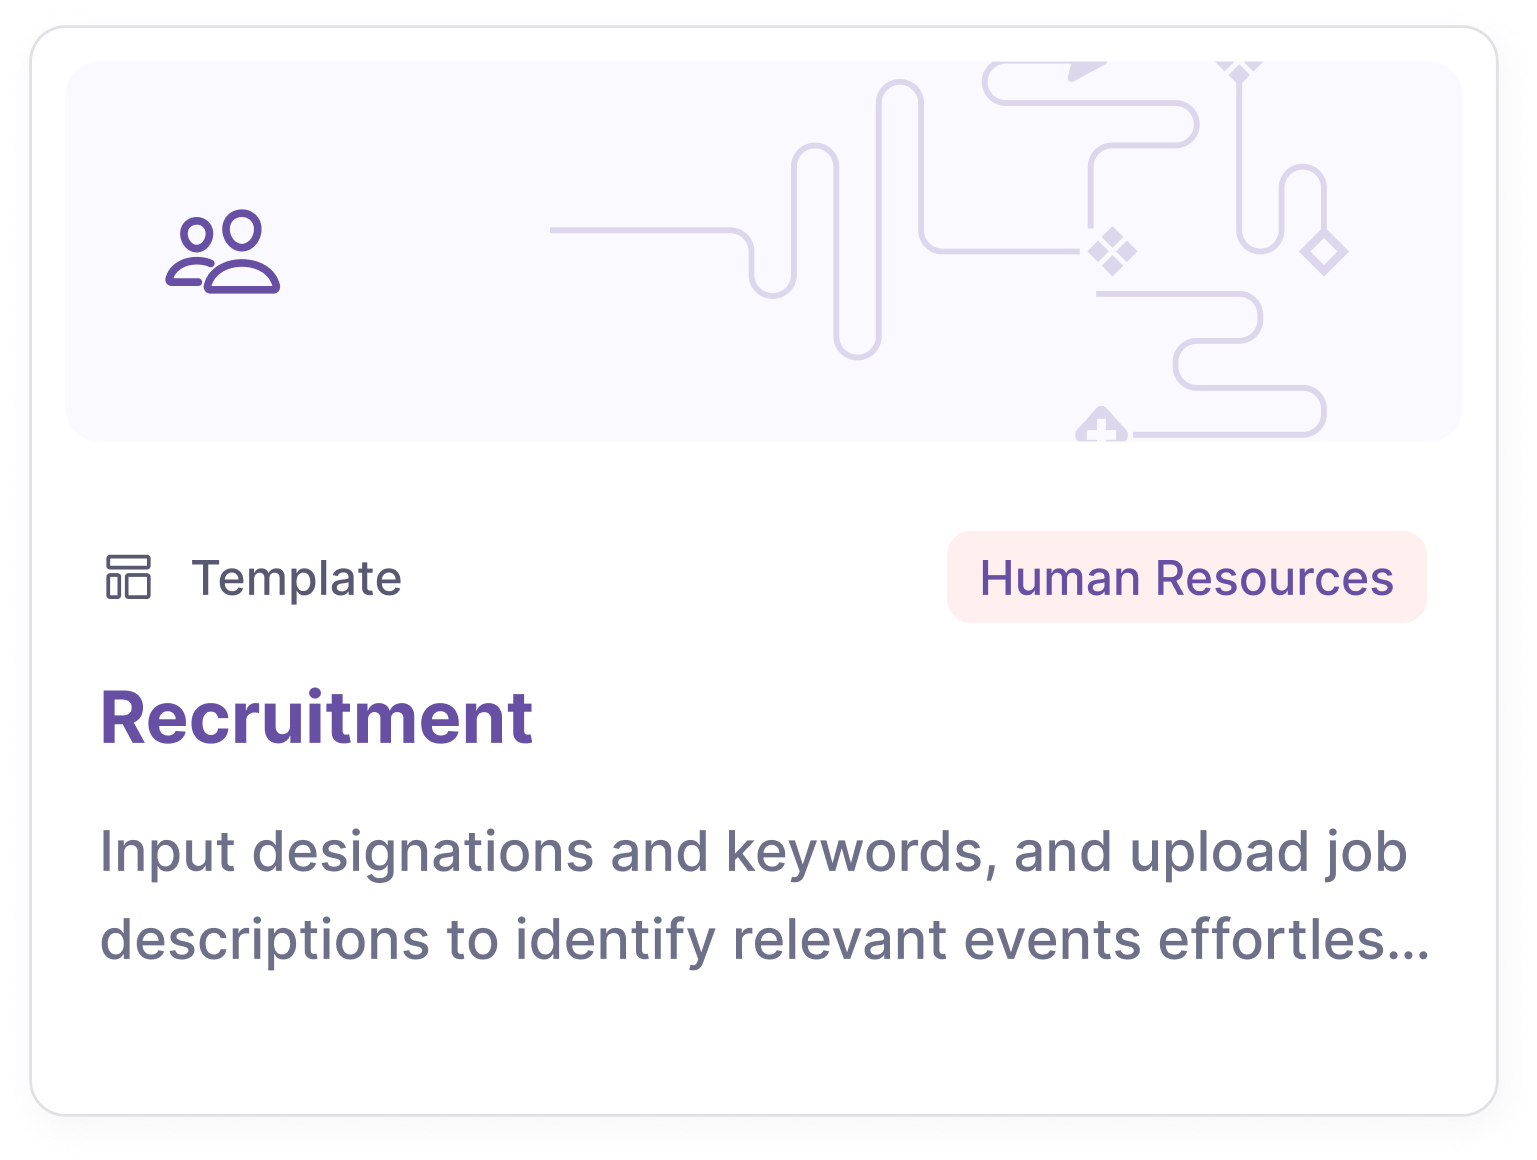 Template
Human Resources
Recruitment
Input designations and keywords, and upload job
descriptions to identify relevant events effortles...